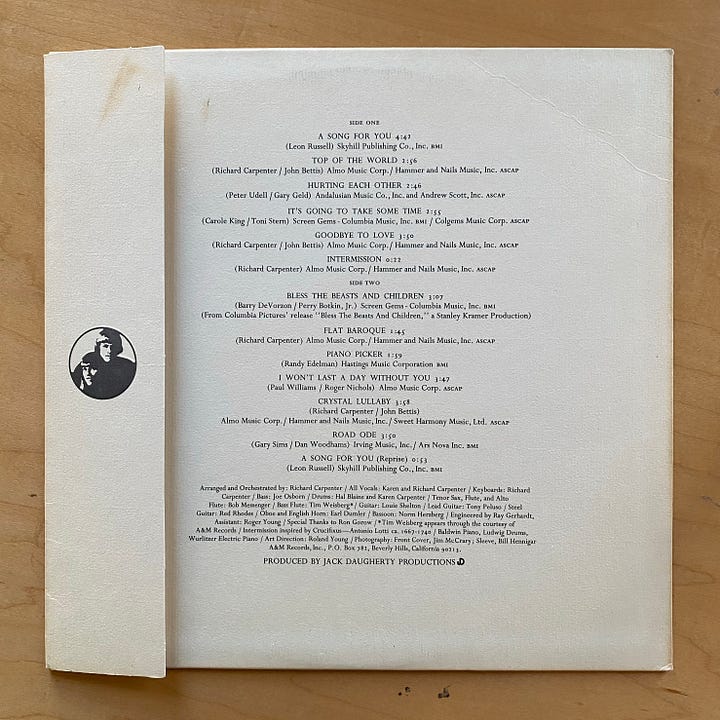 SIDE ONE
A SONG FOR YOU 4:42
(Leon Russell) Skyhill Publishing Co., Inc. BMI
TOP OF THE WORLD 2:56
(Richard Carpenter / John Bettis) Almo Music Corp. / Hammer and Nails Music, Inc. ASCAP
HURTING EACH OTHER 2:46
(Peter Udell / Gary Geld) Andalusian Music Co., Inc. and Andrew Scott, Inc. ASCAP
IT'S GOING TO TAKE SOME TIME 2:55
(Carole King / Toni Stern) Screen Gems - Columbia Music, Inc. BMI / Colgems Music Corp. ASCAP
GOODBYE TO LOVE 3:50
(Richard Carpenter / John Bettis) Almo Music Corp. / Hammer and Nails Music, Inc. ASCAP
INTERMISSION 0:22
(Richard Carpenter) Almo Music Corp. / Hammer and Nails Music, Inc. ASCAP
SIDE TWO
BLESS THE BEASTS AND CHILDREN 3:07
(Barry DeVorzon / Perry Botkin, Jr.) Screen Gems - Columbia Music, Inc. BMI
(From Columbia Pictures' release "Bless The Beasts And Children," a Stanley Kramer Production)
FLAT BAROQUE 1:45
(Richard Carpenter) Almo Music Corp. / Hammer and Nails Music, Inc. ASCAP
PIANO PICKER 1:59
(Randy Edelman) Hastings Music Corporation BMI
I WON'T LAST A DAY WITHOUT YOU 3:47
(Paul Williams / Roger Nichols) Almo Music Corp. ASCAP
CRYSTAL LULLABY 3:58
(Richard Carpenter / John Bettis)
Almo Music Corp. / Hammer and Nails Music, Inc. / Sweet Harmony Music, Ltd. ASCAP
ROAD ODE 3:50
(Gary Sims / Dan Woodhams) Irving Music, Inc. / Ars Nova Inc. BMI
A SONG FOR YOU (Reprise) 0:53
(Leon Russell) Skyhill Publishing Co., Inc. BMI
Arranged and Orchestrated by: Richard Carpenter / All Vocals: Karen and Richard Carpenter / Keyboards: Richard
Carpenter / Bass: Joe Osborn / Drums: Hal Blaine and Karen Carpenter / Tenor Sax, Flute, and Alto
Flute: Bob Messenger / Bass Flute: Tim Weisberg* / Guitar: Louie Shelton / Lead Guitar: Tony Peluso / Steel
Guitar: Red Rhodes / Oboe and English Horn: Earl Dumler / Bassoon: Norm Herzberg / Engineered by Ray Gerhardt,
Assistant: Roger Young / Special Thanks to Ron Gorow / *Tim Weisberg appears through the courtesy of
A&M Records / Intermission inspired by Crucifixus—Antonio Lotti ca. 1667-1740 / Baldwin Piano, Ludwig Drums,
Wurlitzer Electric Piano / Art Direction: Roland Young / Photography: Front Cover, Jim McCrary; Sleeve, Bill Hennigar
A&M Records, Inc., P.O. Box 782, Beverly Hills, California 90213.
PRODUCED BY JACK DAUGHERTY PRODUCTIONS